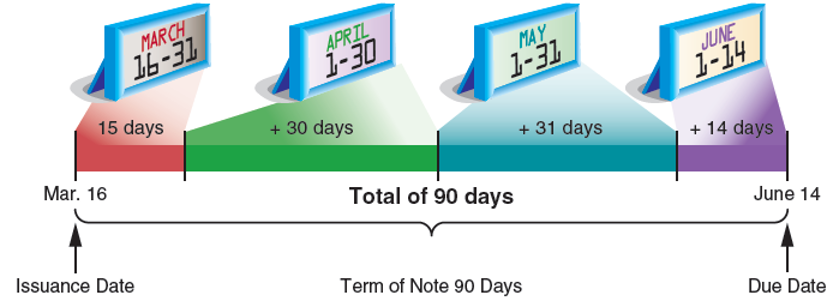 MARCH
16-31
APRIL
1-30
MAY
1-31
JUNE
1-14
15 days
+ 30 days
+ 31 days
+ 14 days
Mar. 16
Total of 90 days
June 14
Issuance Date
Term of Note 90 Days
Due Date